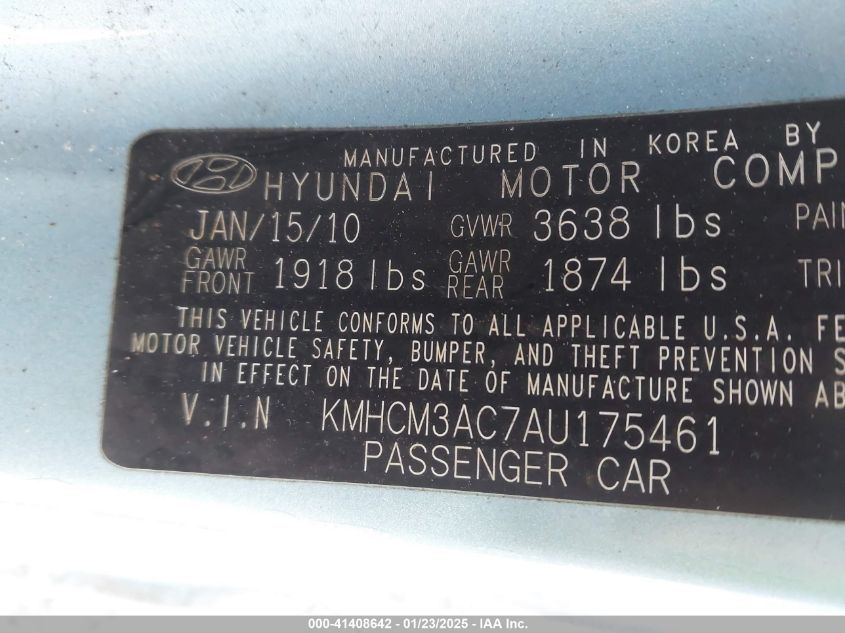 MANUFACTURED IN KOREA BY
HYUNDAI MOTOR COMP
JAN/15/10 GVWR 3638 lbs PAI
GAWR FRONT 1918 lbs GAWR REAR 1874 lbs TRI
THIS VEHICLE CONFORMS TO ALL APPLICABLE U.S.A. FE
MOTOR VEHICLE SAFETY, BUMPER, AND THEFT PREVENTION S
IN EFFECT ON THE DATE OF MANUFACTURE SHOWN AB
V.I.N KMHCM3AC7AU175461
PASSENGER CAR
000-41408642 - 01/23/2025 - IAA Inc.